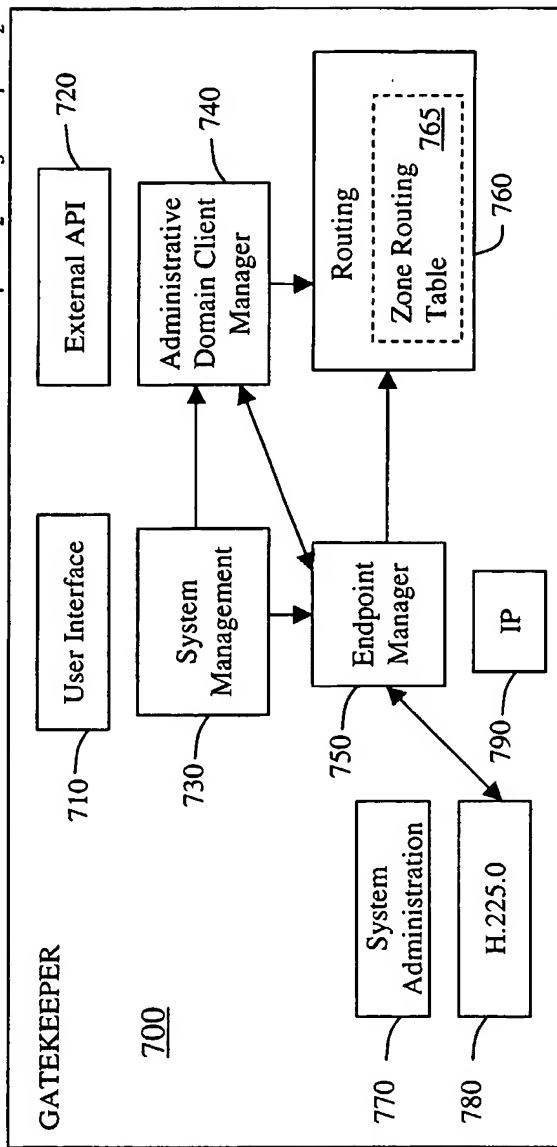 GATEKEEPER
700
710
User Interface
External API
720
730
System
Management
Administrative
Domain Client
Manager
740
750
Endpoint
Manager
Routing
Zone Routing
Table
765
760
770
System
Administration
780
H.225.0
790
IP